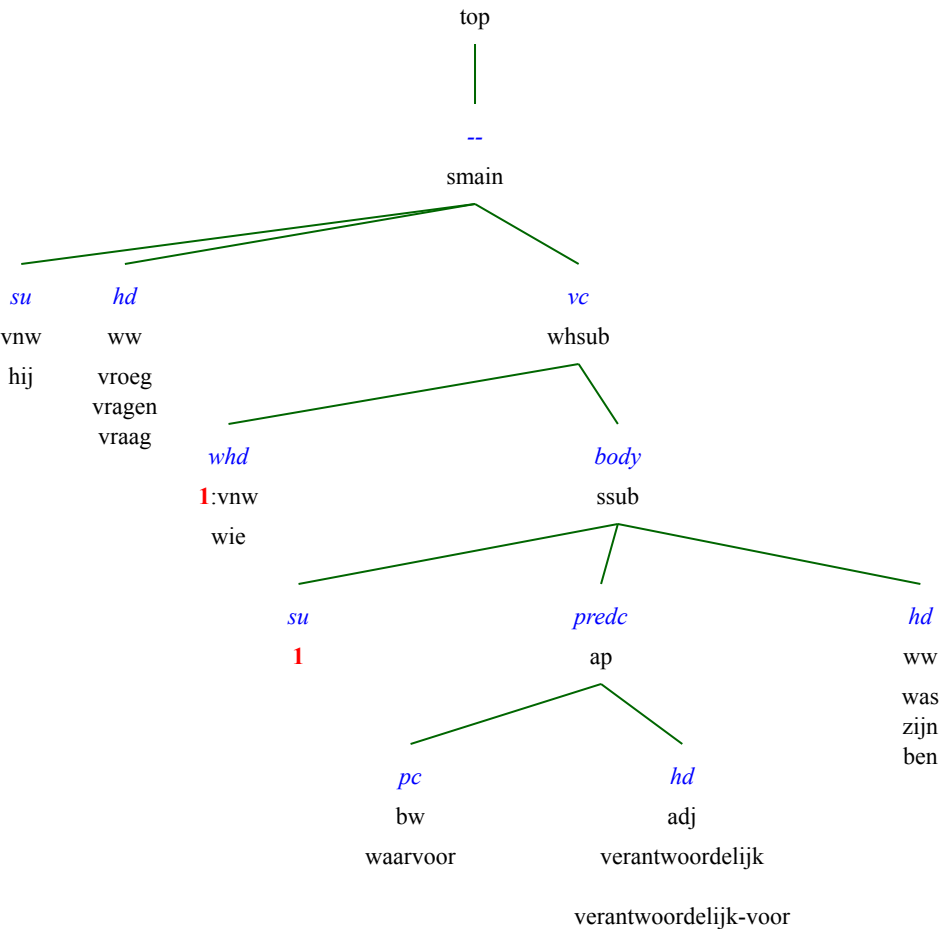 top
--
smain
su hd vc
vnw ww whsub
hij vroeg
vragen
vraag
whd body
1:vnw ssub
wie
su predc hd
1 ap ww
was
zijn
ben
pc hd
bw adj
waarvoor verantwoordelijk
verantwoordelijk-voor